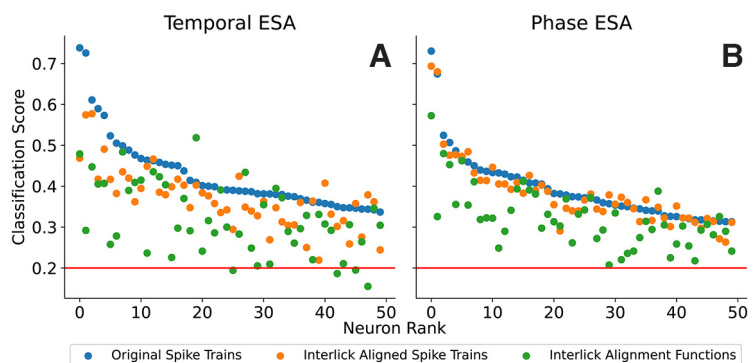 Temporal ESA
Phase ESA
A
B
Classification Score
0.7
0.6
0.5
0.4
0.3
0.2
0 10 20 30 40 50
0 10 20 30 40 50
Neuron Rank
Original Spike Trains Interlick Aligned Spike Trains Interlick Alignment Functions